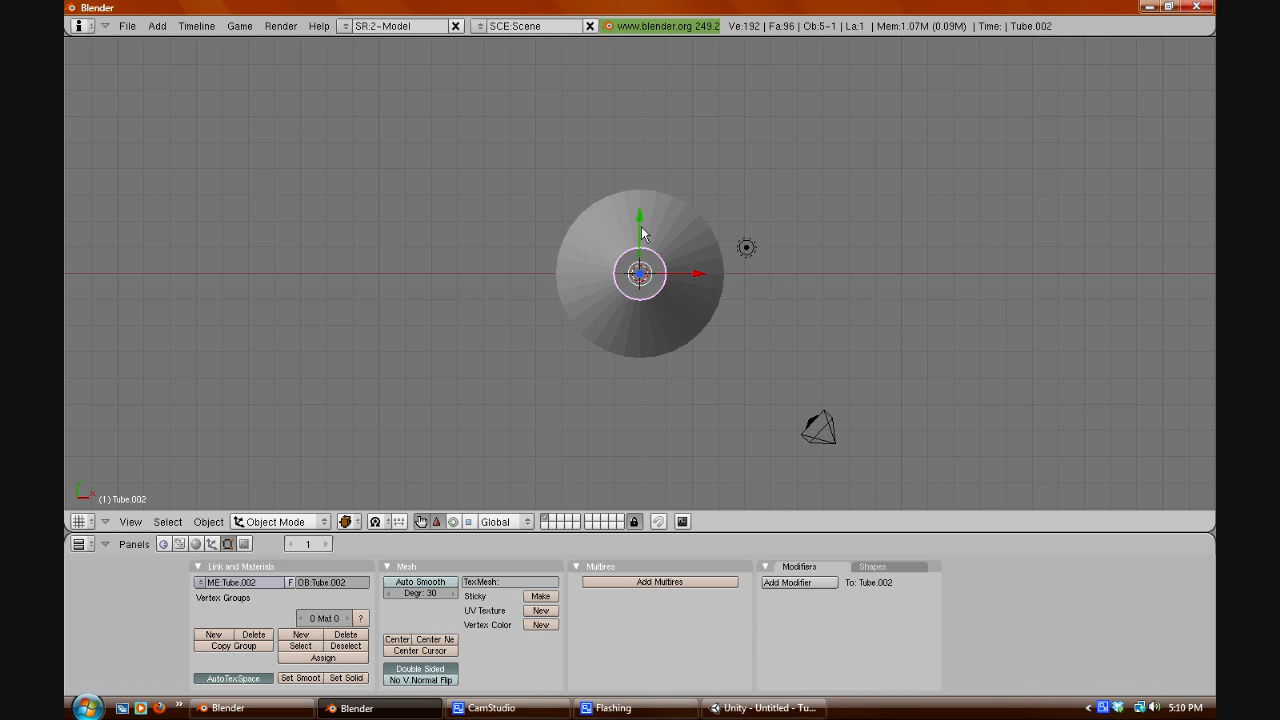 Blender
File Add Timeline Game Render Help SR:2-Model SCE:Scene www.blender.org 249.2 Ve:192 | Fa:96 | Ob:5-1 | La:1 | Mem:1.07M (0.09M) | Time: | Tube.002
(1) Tube.002
View Select Object Object Mode Global
Panels 1
Link and Materials Mesh Multires Modifiers Shapes
ME:Tube.002 F OB:Tube.002 Auto Smooth TexMesh: Add Multires Add Modifier To: Tube.002
Degr: 30 Sticky Make
Vertex Groups
UV Texture New
0 Mat 0 ?
Vertex Color New
New Delete New Delete
Center Center Ne
Copy Group Select Deselect
Center Cursor
Assign
Double Sided
AutoTexSpace Set Smoot Set Solid
No V.Normal Flip
Blender Blender CamStudio Flashing Unity - Untitled - Tu... 5:10 PM